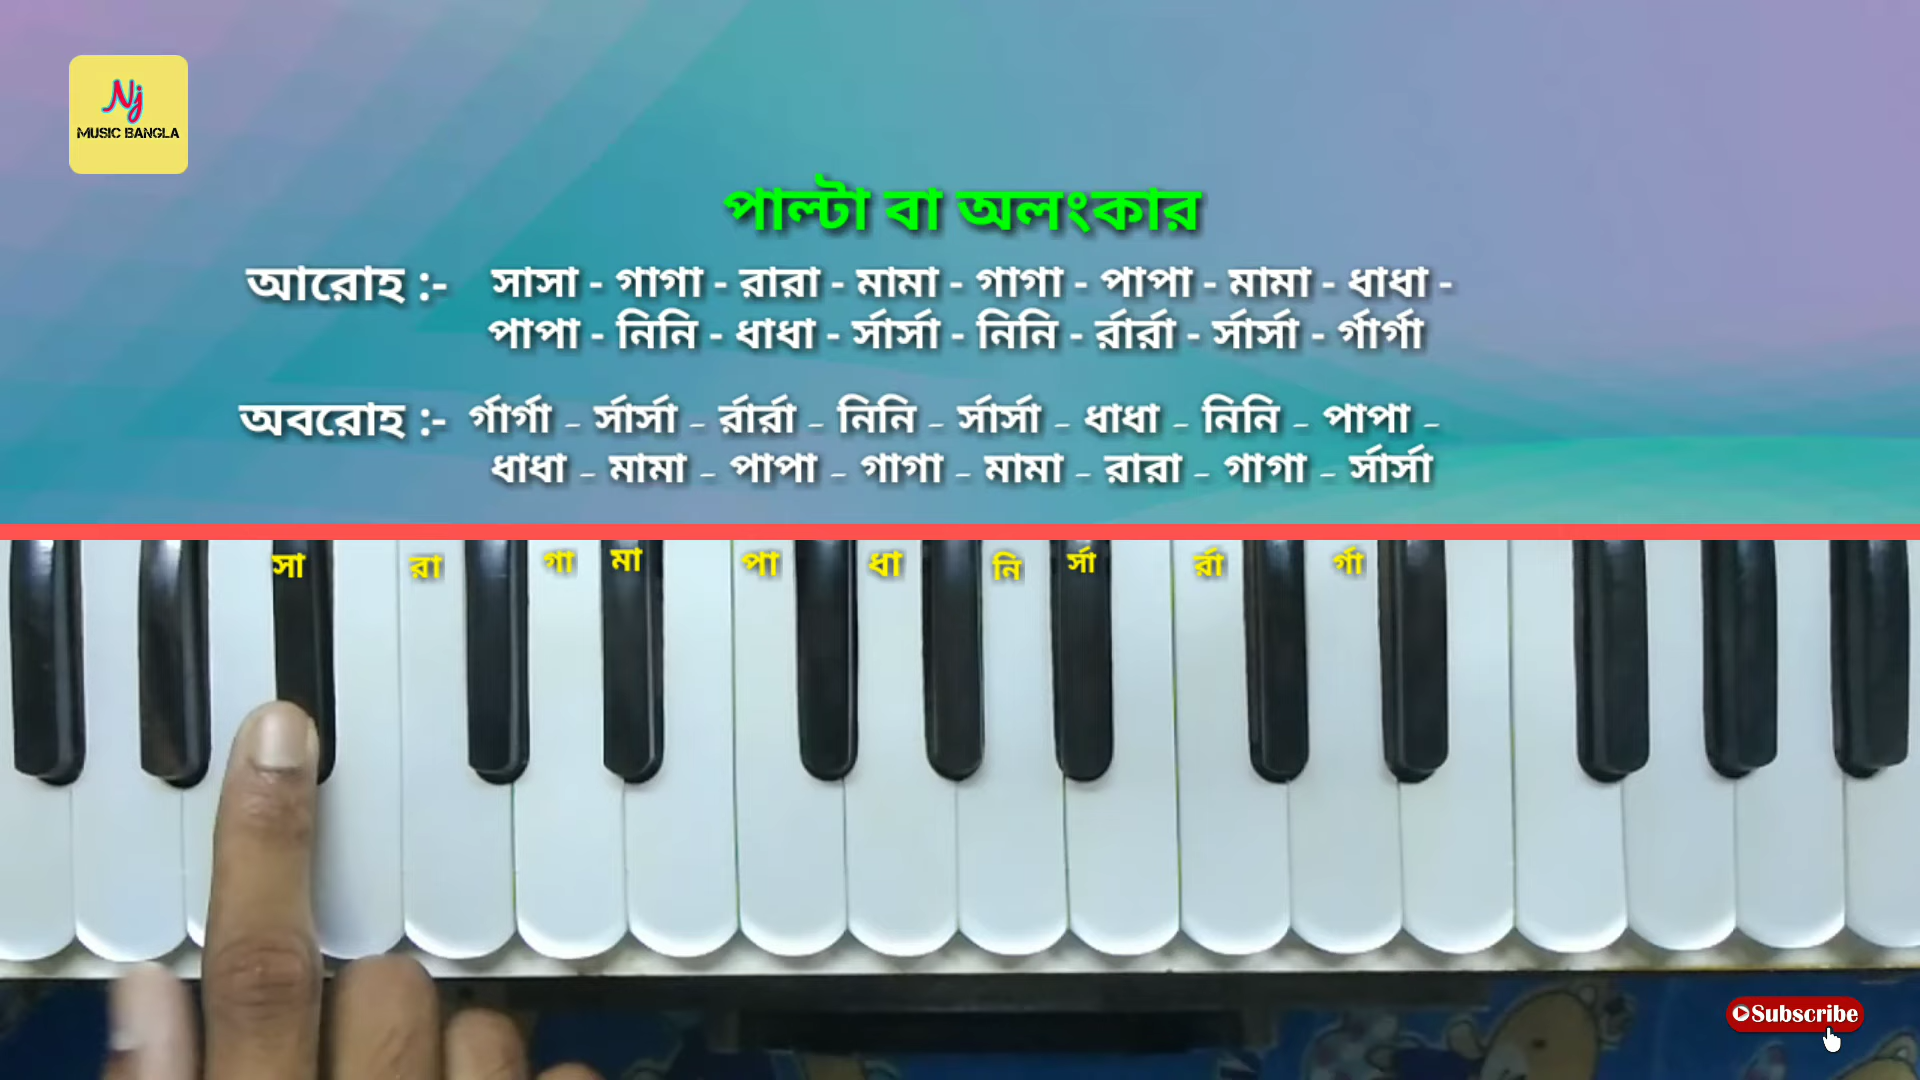 Nj
MUSIC BANGLA
পাল্টা বা অলংকার
আরোহ :- সাসা - গাগা - রারা - মামা - গাগা - পাপা - মামা - ধাধা -
পাপা - নিনি - ধাধা - র্সার্সা - নিনি - র্রার্রা - র্সার্সা - র্গার্গা
অবরোহ :- র্গার্গা - র্সার্সা - র্রার্রা - নিনি - র্সার্সা - ধাধা - নিনি - পাপা -
ধাধা - মামা - পাপা - গাগা - মামা - রারা - গাগা - র্সার্সা
সা রা গা মা পা ধা নি র্সা র্রা র্গা
Subscribe